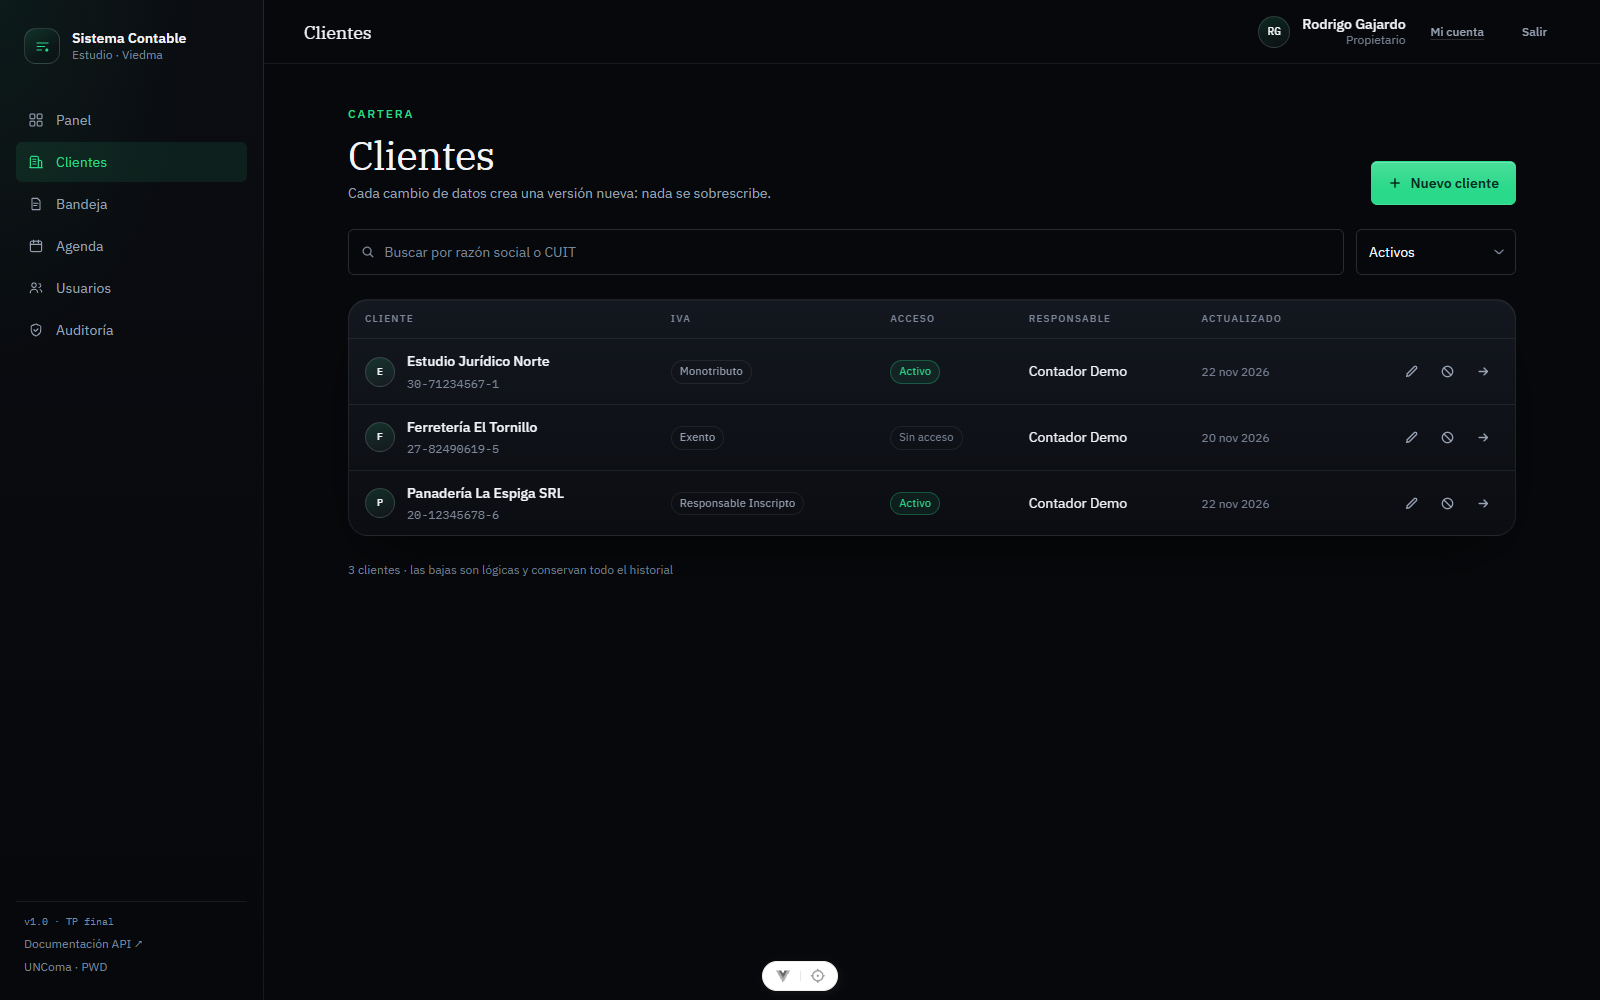 Sistema Contable
Estudio · Viedma
Panel
Clientes
Bandeja
Agenda
Usuarios
Auditoría
v1.0 · TP final
Documentación API ↗
UNComa · PWD
Clientes
RG
Rodrigo Gajardo
Propietario
Mi cuenta
Salir
CARTERA
Clientes
Cada cambio de datos crea una versión nueva: nada se sobrescribe.
+ Nuevo cliente
Buscar por razón social o CUIT
Activos
CLIENTE IVA ACCESO RESPONSABLE ACTUALIZADO
E Estudio Jurídico Norte Monotributo Activo Contador Demo 22 nov 2026
30-71234567-1
F Ferretería El Tornillo Exento Sin acceso Contador Demo 20 nov 2026
27-82490619-5
P Panadería La Espiga SRL Responsable Inscripto Activo Contador Demo 22 nov 2026
20-12345678-6
3 clientes · las bajas son lógicas y conservan todo el historial